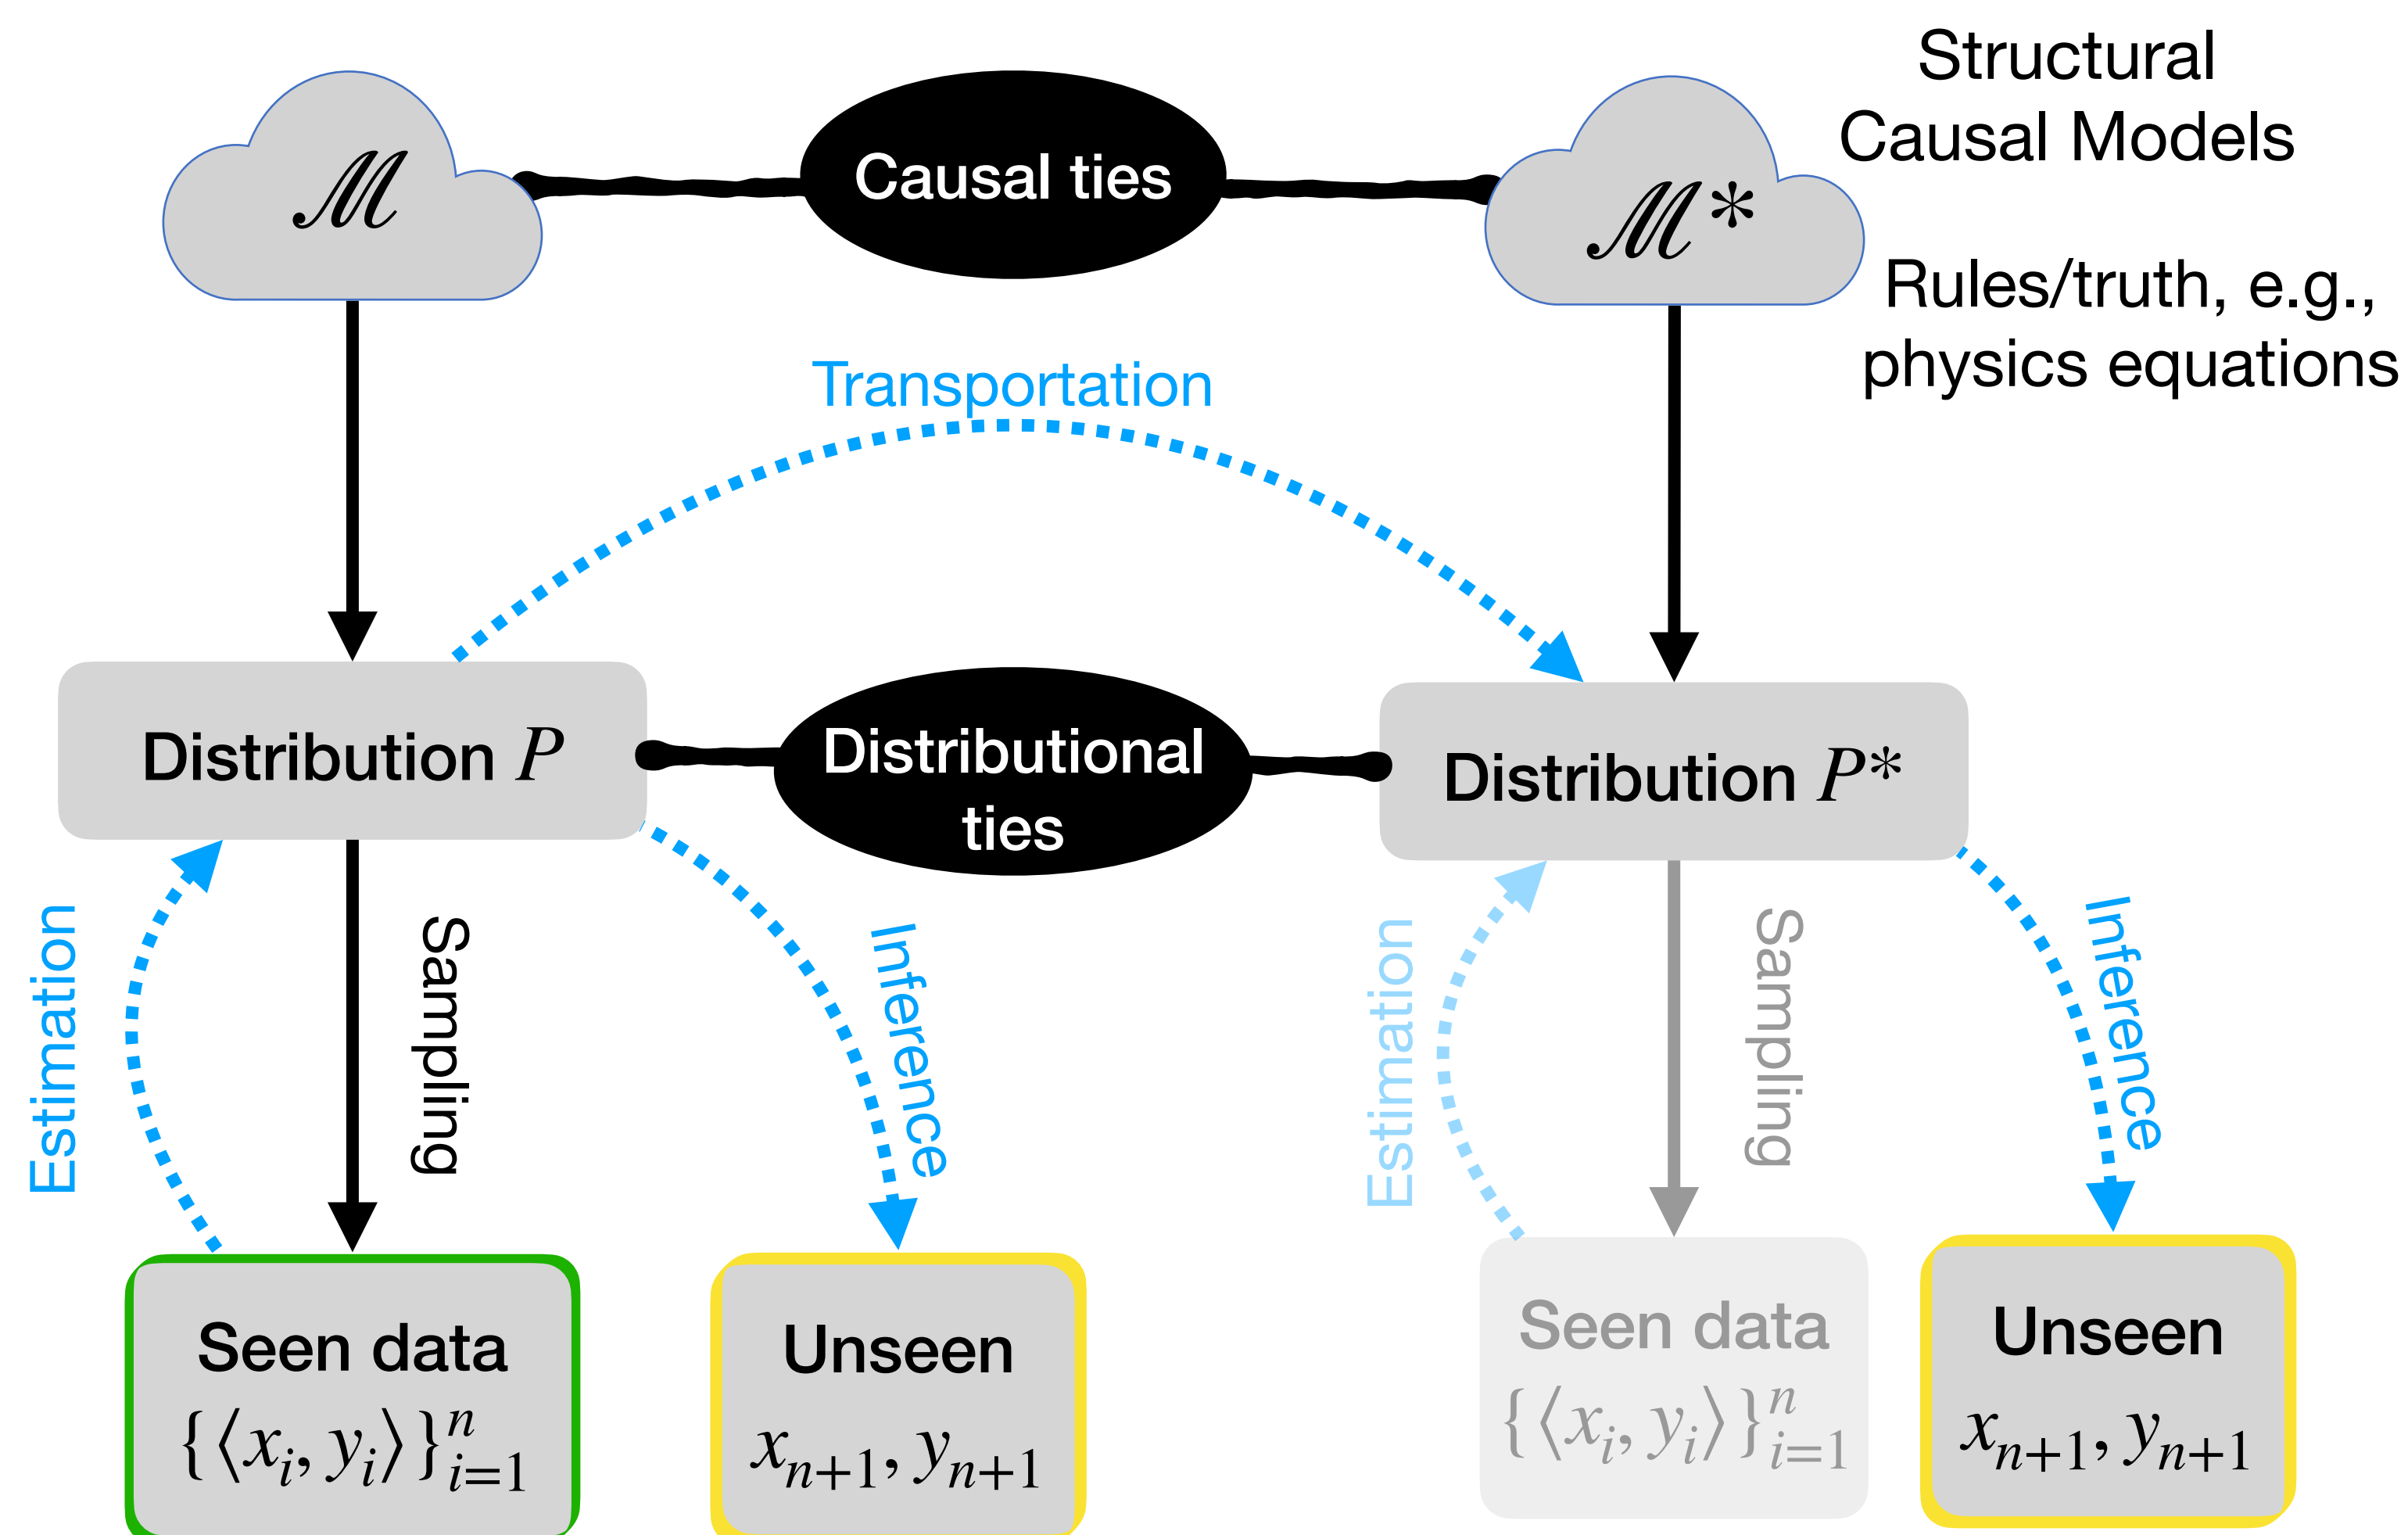 Structural
Causal Models
ℳ
Causal ties
ℳ*
Rules/truth, e.g.,
physics equations
Transportation
Distribution P
Distributional
ties
Distribution P*
Estimation
Sampling
Inference
Estimation
Sampling
Inference
Seen data
{⟨x_i, y_i⟩}_{i=1}^n
Unseen
x_{n+1}, y_{n+1}
Seen data
{⟨x_i, y_i⟩}_{i=1}^n
Unseen
x_{n+1}, y_{n+1}